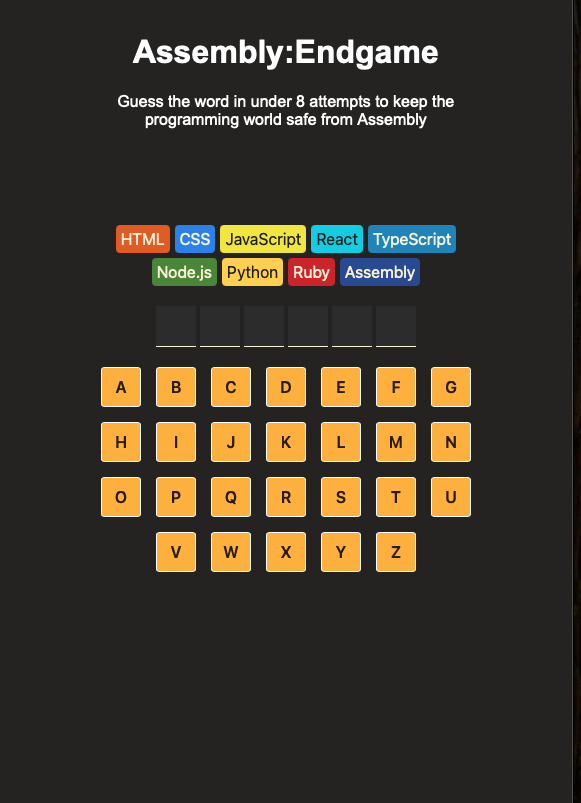 Assembly:Endgame
Guess the word in under 8 attempts to keep the
programming world safe from Assembly
HTML CSS JavaScript React TypeScript
Node.js Python Ruby Assembly
A B C D E F G
H I J K L M N
O P Q R S T U
V W X Y Z